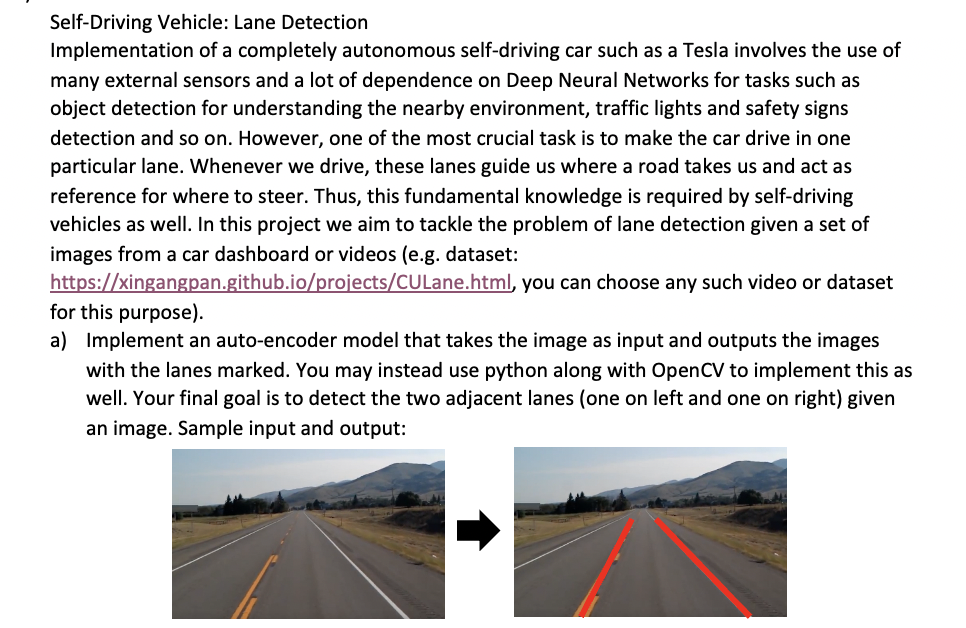 Self-Driving Vehicle: Lane Detection
Implementation of a completely autonomous self-driving car such as a Tesla involves the use of
many external sensors and a lot of dependence on Deep Neural Networks for tasks such as
object detection for understanding the nearby environment, traffic lights and safety signs
detection and so on. However, one of the most crucial task is to make the car drive in one
particular lane. Whenever we drive, these lanes guide us where a road takes us and act as
reference for where to steer. Thus, this fundamental knowledge is required by self-driving
vehicles as well. In this project we aim to tackle the problem of lane detection given a set of
images from a car dashboard or videos (e.g. dataset:
https://xingangpan.github.io/projects/CULane.html, you can choose any such video or dataset
for this purpose).
a) Implement an auto-encoder model that takes the image as input and outputs the images
with the lanes marked. You may instead use python along with OpenCV to implement this as
well. Your final goal is to detect the two adjacent lanes (one on left and one on right) given
an image. Sample input and output: